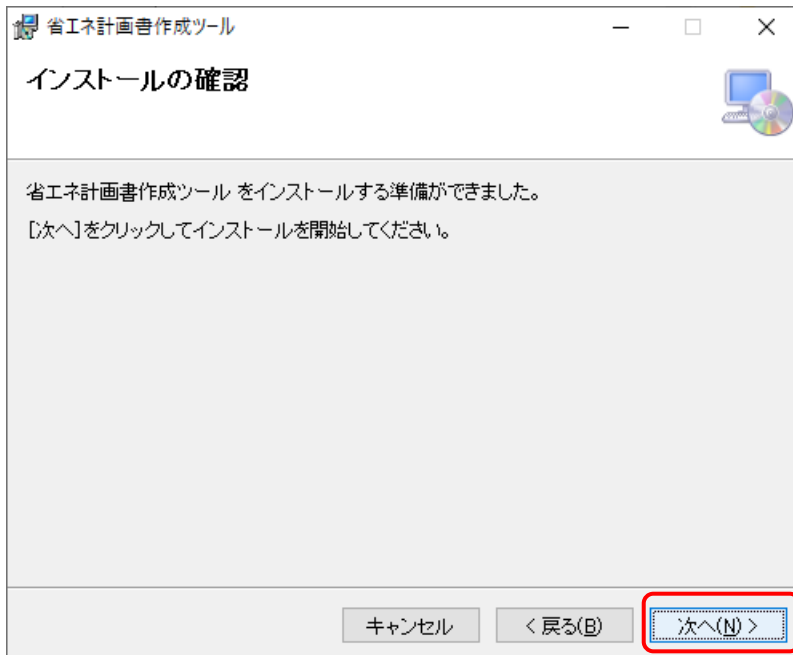 省エネ計画書作成ツール
インストールの確認
省エネ計画書作成ツール をインストールする準備ができました。
[次へ]をクリックしてインストールを開始してください。
キャンセル
< 戻る(B)
次へ(N) >